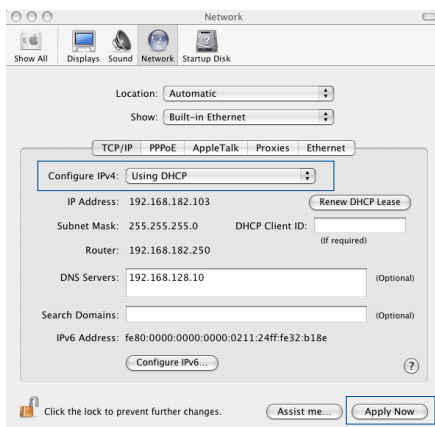 Network
Show All Displays Sound Network Startup Disk
Location: Automatic
Show: Built-in Ethernet
TCP/IP PPPoE AppleTalk Proxies Ethernet
Configure IPv4: Using DHCP
IP Address: 192.168.182.103 Renew DHCP Lease
Subnet Mask: 255.255.255.0 DHCP Client ID:
(If required)
Router: 192.168.182.250
DNS Servers: 192.168.128.10 (Optional)
Search Domains: (Optional)
IPv6 Address: fe80:0000:0000:0000:0211:24ff:fe32:b18e
Configure IPv6... ?
Click the lock to prevent further changes. Assist me... Apply Now